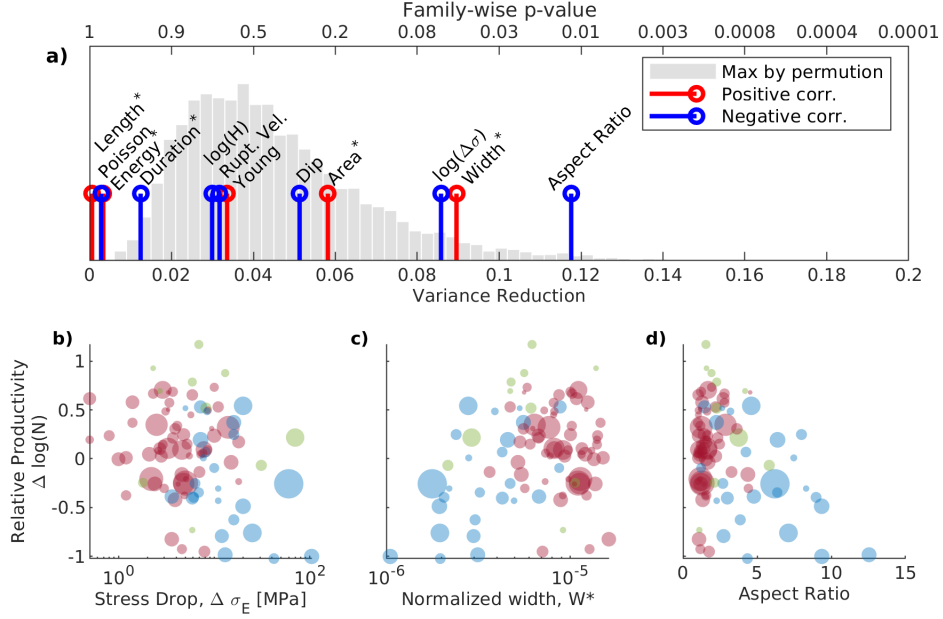 Family-wise p-value
1 0.9 0.5 0.2 0.08 0.03 0.01 0.003 0.0008 0.0004 0.0001
a)
Max by permution
Positive corr.
Negative corr.
Length*
Poisson
Energy*
Duration*
log(H)
Rupt. Vel.
Young
Dip
Area*
log(Δσ)
Width*
Aspect Ratio
0 0.02 0.04 0.06 0.08 0.1 0.12 0.14 0.16 0.18 0.2
Variance Reduction
b)
c)
d)
Relative Productivity
Δ log(N)
1
0.5
0
-0.5
-1
10^0 10^2
Stress Drop, Δ σ_E [MPa]
10^-6 10^-5
Normalized width, W*
0 5 10 15
Aspect Ratio